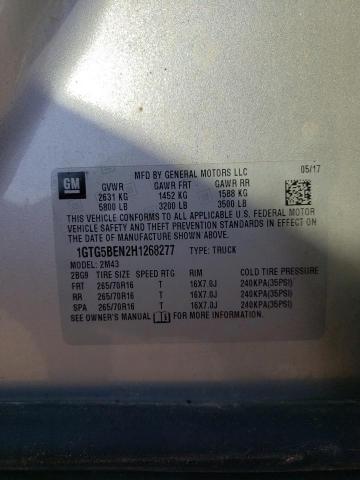 MFD BY GENERAL MOTORS LLC 05/17
GM
GVWR GAWR FRT GAWR RR
2631 KG 1452 KG 1588 KG
5800 LB 3200 LB 3500 LB
THIS VEHICLE CONFORMS TO ALL APPLICABLE U.S. FEDERAL MOTOR
VEHICLE SAFETY AND THEFT PREVENTION STANDARDS IN EFFECT
ON THE DATE OF MANUFACTURE SHOWN ABOVE.
1GTG5BEN2H1268277 TYPE: TRUCK
MODEL: 2M43
2BG9 TIRE SIZE SPEED RTG RIM COLD TIRE PRESSURE
FRT 265/70R16 T 16X7.0J 240KPA(35PSI)
RR 265/70R16 T 16X7.0J 240KPA(35PSI)
SPA 265/70R16 T 16X7.0J 240KPA(35PSI)
SEE OWNER'S MANUAL FOR MORE INFORMATION